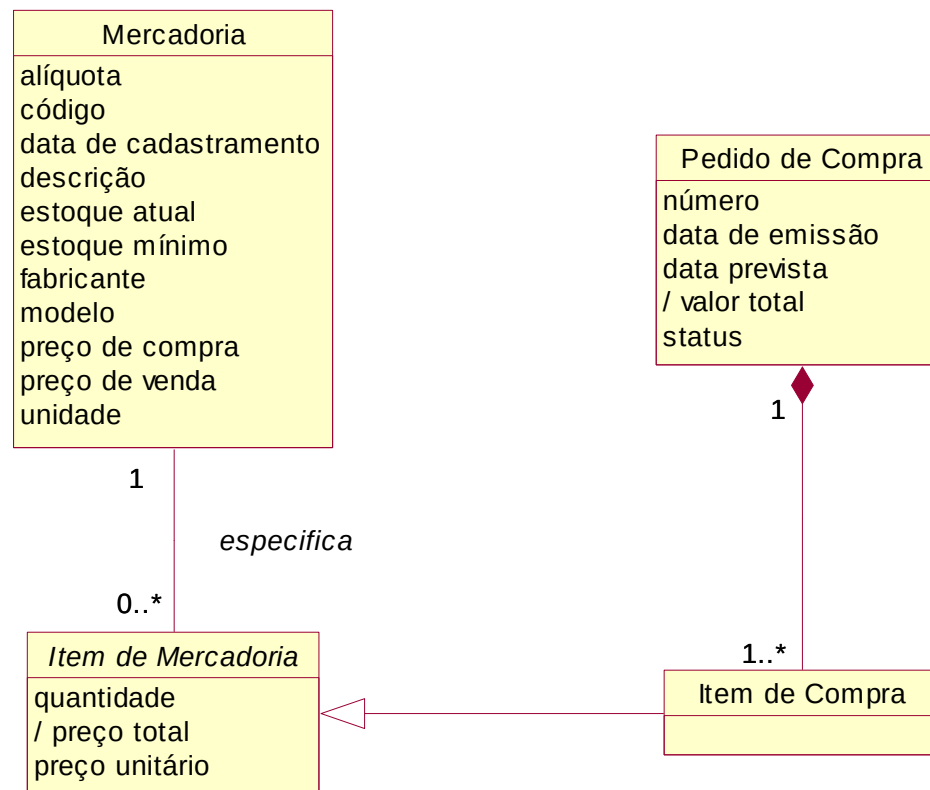 Mercadoria
alíquota
código
data de cadastramento
descrição
estoque atual
estoque mínimo
fabricante
modelo
preço de compra
preço de venda
unidade
Pedido de Compra
número
data de emissão
data prevista
/ valor total
status
1
1
especifica
0..*
1..*
Item de Mercadoria
quantidade
/ preço total
preço unitário
Item de Compra